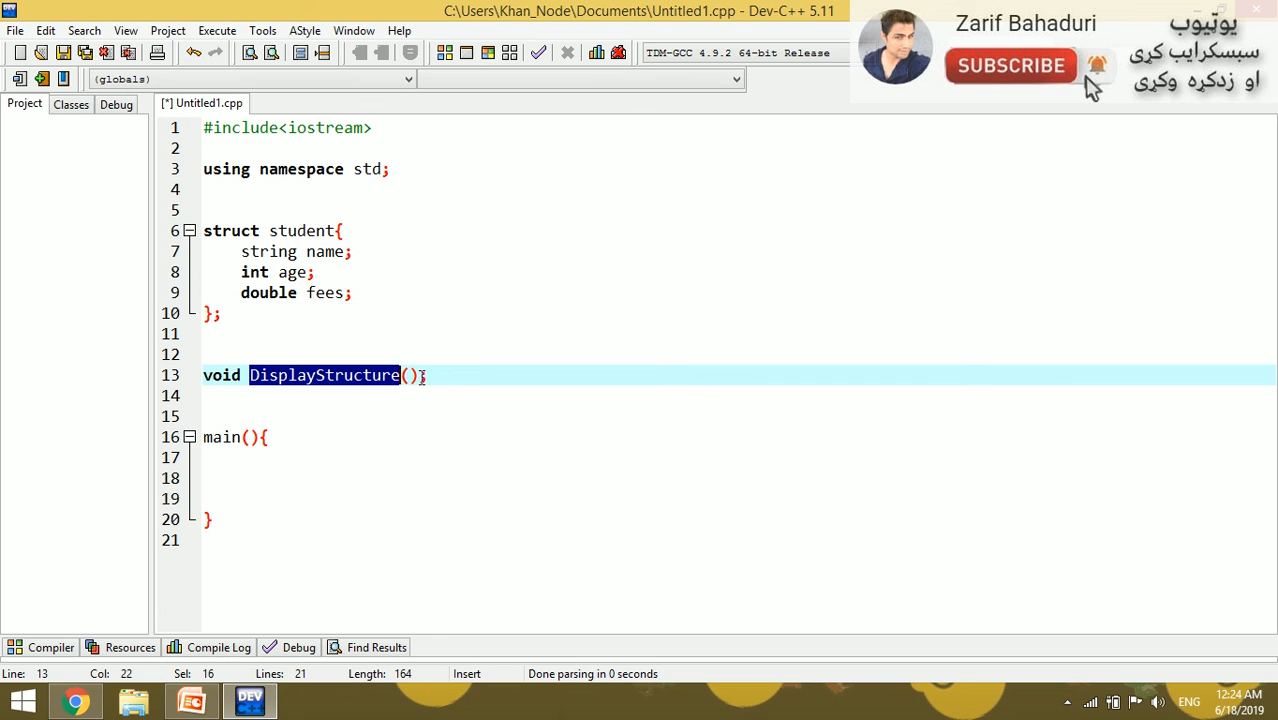 C:\Users\Khan_Node\Documents\Untitled1.cpp - Dev-C++ 5.11
File Edit Search View Project Execute Tools AStyle Window Help
TDM-GCC 4.9.2 64-bit Release
(globals)
Zarif Bahaduri
SUBSCRIBE
یوټیوب
سبسکرایب کړی
او زدکړه وکړی
Project Classes Debug
[*] Untitled1.cpp
1 #include<iostream>
2
3 using namespace std;
4
5
6 struct student{
7 string name;
8 int age;
9 double fees;
10 };
11
12
13 void DisplayStructure();
14
15
16 main(){
17
18
19
20 }
21
Compiler Resources Compile Log Debug Find Results
Line: 13 Col: 22 Sel: 16 Lines: 21 Length: 164 Insert Done parsing in 0 seconds
DEV C++
ENG
12:24 AM
6/18/2019